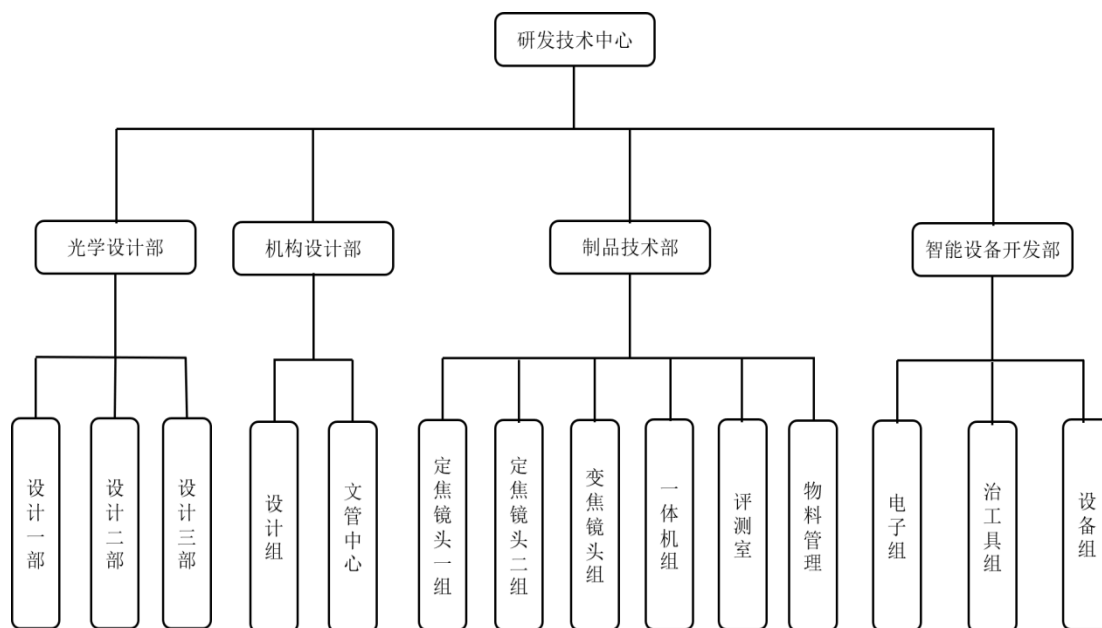 研发技术中心
光学设计部
机构设计部
制品技术部
智能设备开发部
设计一部
设计二部
设计三部
设计组
文管中心
定焦镜头一组
定焦镜头二组
变焦镜头组
一体机组
评测室
物料管理
电子组
治工具组
设备组